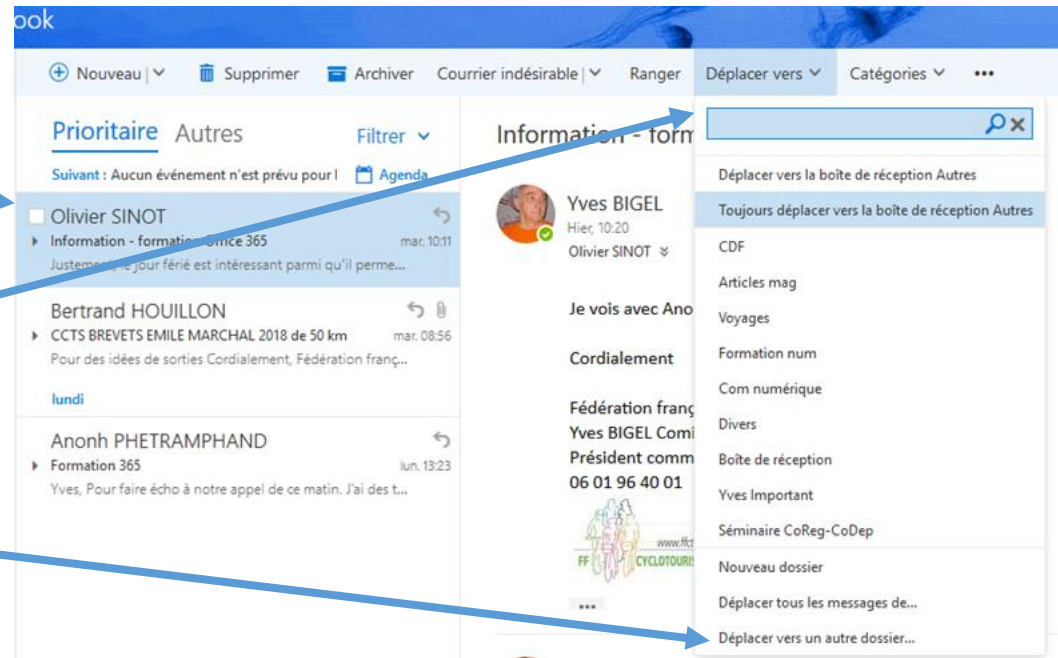 ook
Nouveau | Supprimer Archiver Courrier indésirable | Ranger Déplacer vers Catégories •••
Prioritaire Autres Filtrer
Suivant : Aucun événement n'est prévu pour l Agenda
Olivier SINOT
Information - formation Office 365 mar. 10:11
Justement, le jour férié est intéressant parmi qu'il perme...
Bertrand HOUILLON
CCTS BREVETS EMILE MARCHAL 2018 de 50 km mar. 08:56
Pour des idées de sorties Cordialement, Fédération franç...
lundi
Anonh PHETRAMPHAND
Formation 365 lun. 13:23
Yves, Pour faire écho à notre appel de ce matin. J'ai des t...
Information - form
Yves BIGEL
Hier, 10:20
Olivier SINOT
Je vois avec Ano
Cordialement
Fédération franç
Yves BIGEL Comi
Président comm
06 01 96 40 01
www.ffct
FF CYCLOTOURIS
•••
Déplacer vers la boîte de réception Autres
Toujours déplacer vers la boîte de réception Autres
CDF
Articles mag
Voyages
Formation num
Com numérique
Divers
Boîte de réception
Yves Important
Séminaire CoReg-CoDep
Nouveau dossier
Déplacer tous les messages de...
Déplacer vers un autre dossier...